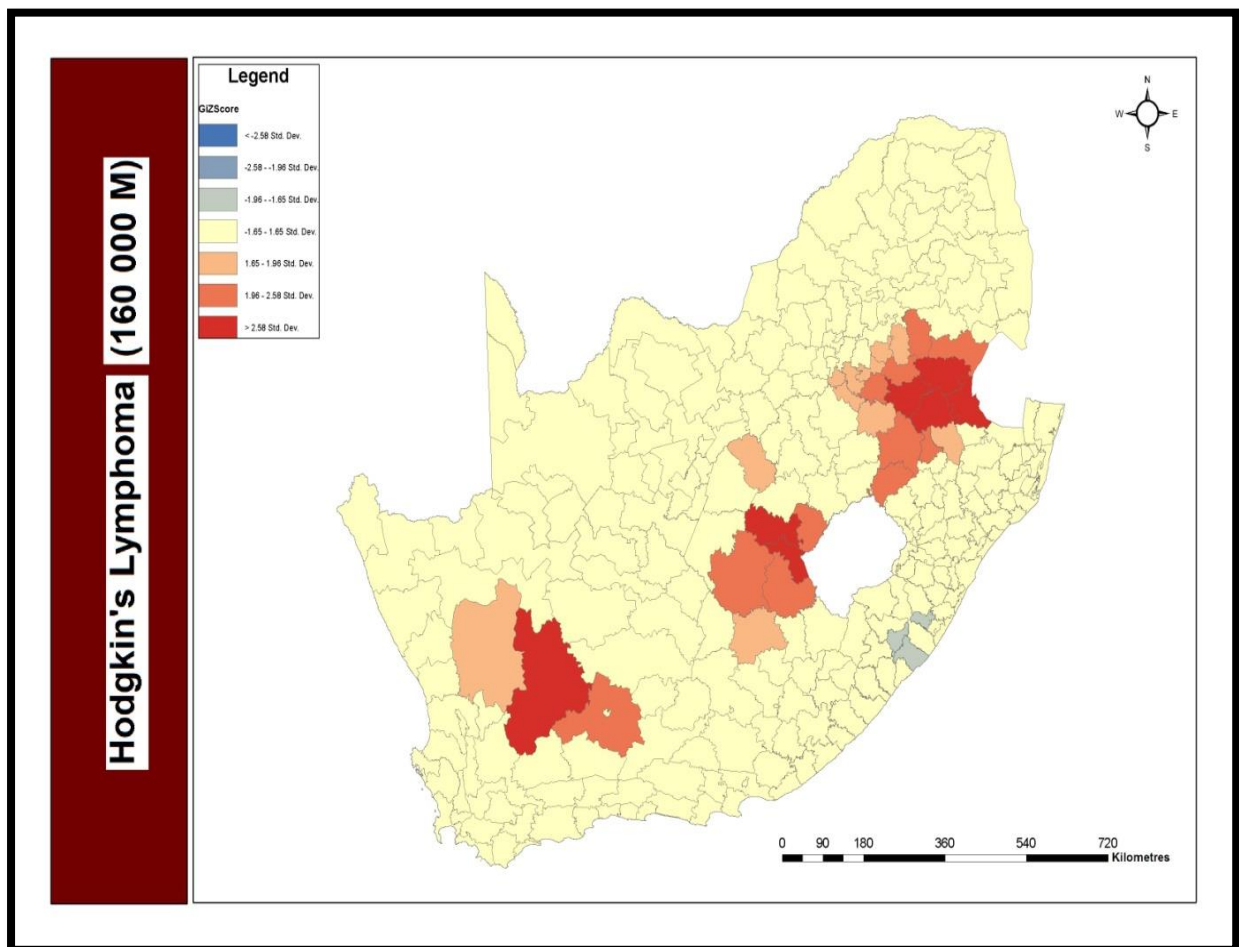 Hodgkin's Lymphoma (160 000 M)
Legend
GiZScore
< -2.58 Std. Dev.
-2.58 - -1.96 Std. Dev.
-1.96 - -1.65 Std. Dev.
-1.65 - 1.65 Std. Dev.
1.65 - 1.96 Std. Dev.
1.96 - 2.58 Std. Dev.
> 2.58 Std. Dev.
N
W E
S
0 90 180 360 540 720
Kilometres